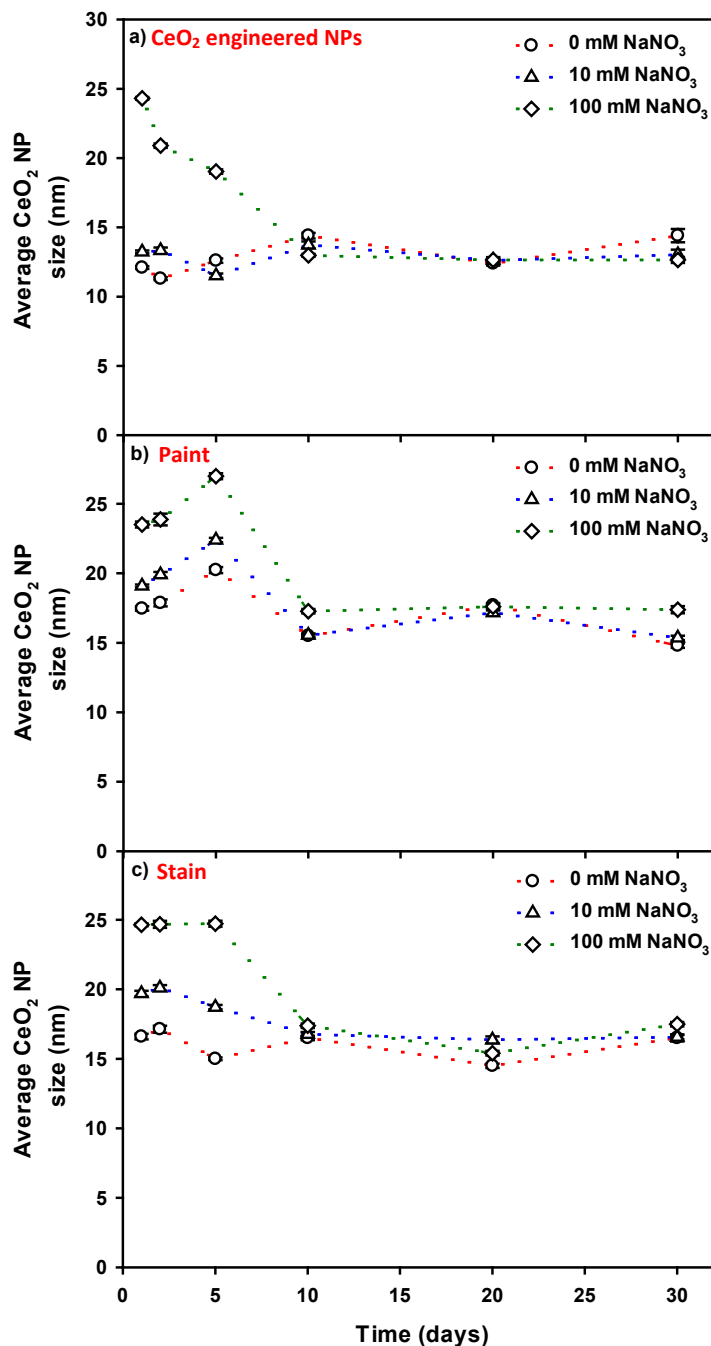 a) CeO₂ engineered NPs
0 mM NaNO₃
10 mM NaNO₃
100 mM NaNO₃
30
25
20
15
10
5
0
Average CeO₂ NP
size (nm)
b) Paint
0 mM NaNO₃
10 mM NaNO₃
100 mM NaNO₃
25
20
15
10
5
0
Average CeO₂ NP
size (nm)
c) Stain
0 mM NaNO₃
10 mM NaNO₃
100 mM NaNO₃
25
20
15
10
5
0
Average CeO₂ NP
size (nm)
0 5 10 15 20 25 30
Time (days)